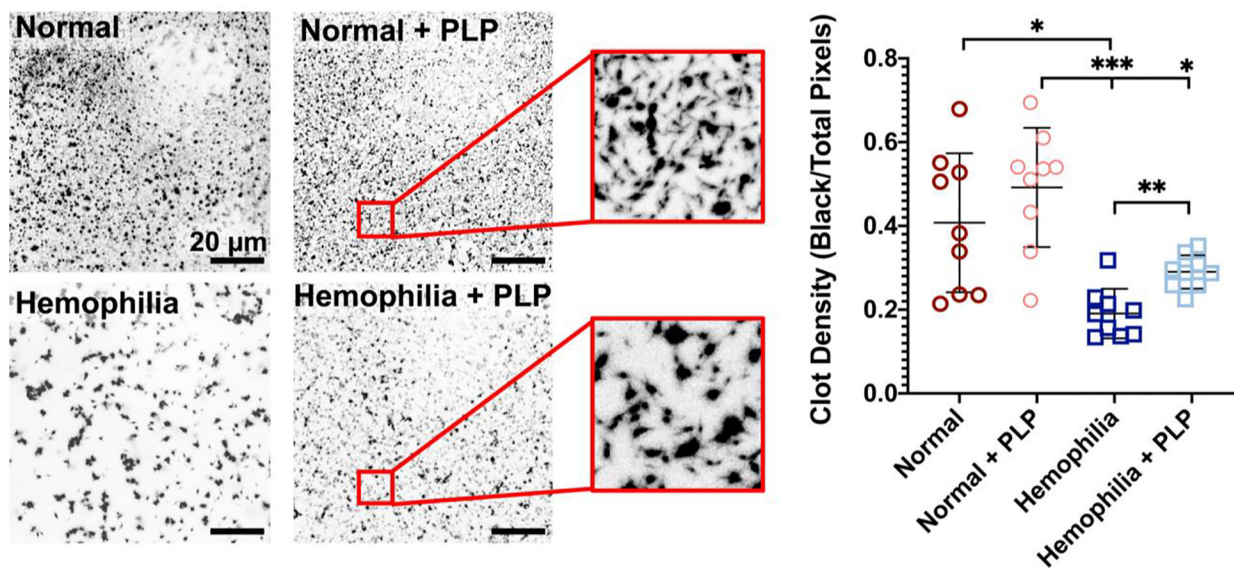 Normal
Normal + PLP
20 µm
Hemophilia
Hemophilia + PLP
*
***
*
**
Clot Density (Black/Total Pixels)
0.8
0.6
0.4
0.2
0.0
Normal
Normal + PLP
Hemophilia
Hemophilia + PLP